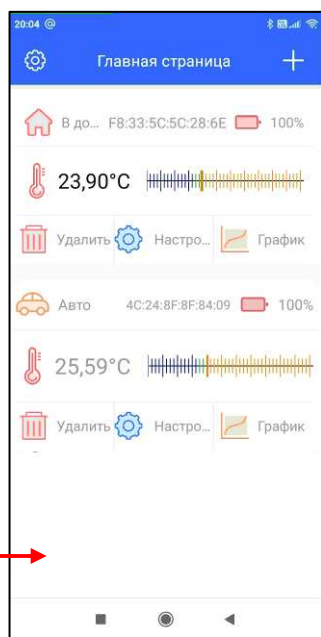 20:04 @
Главная страница
В до... F8:33:5C:5C:28:6E 100%
23,90°C
Удалить Настро... График
Авто 4C:24:8F:8F:84:09 100%
25,59°C
Удалить Настро... График